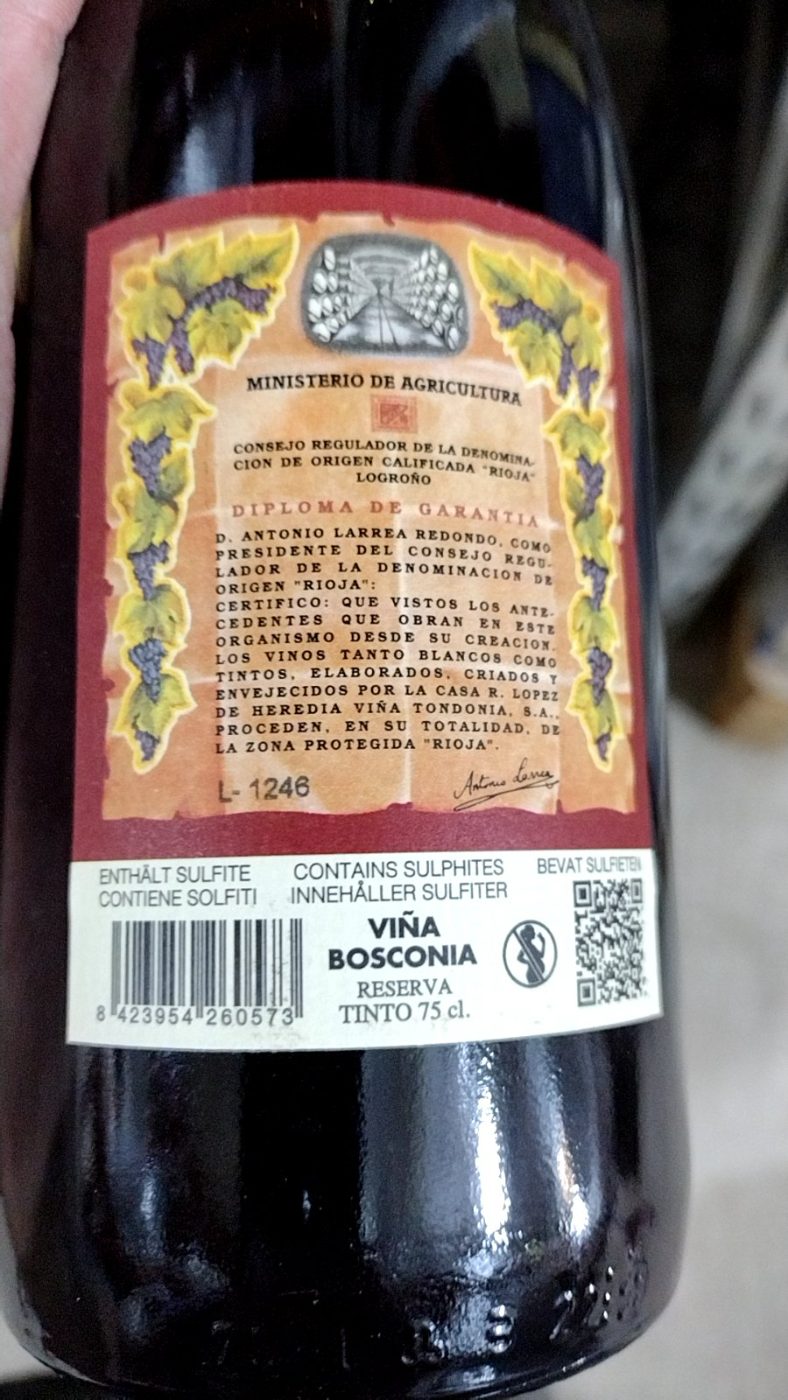 MINISTERIO DE AGRICULTURA
CONSEJO REGULADOR DE LA DENOMINA-
CION DE ORIGEN CALIFICADA "RIOJA"
LOGROÑO
DIPLOMA DE GARANTIA
D. ANTONIO LARREA REDONDO, COMO
PRESIDENTE DEL CONSEJO REGU-
LADOR DE LA DENOMINACION DE
ORIGEN "RIOJA":
CERTIFICO: QUE VISTOS LOS ANTE-
CEDENTES QUE OBRAN EN ESTE
ORGANISMO DESDE SU CREACION,
LOS VINOS TANTO BLANCOS COMO
TINTOS, ELABORADOS, CRIADOS Y
ENVEJECIDOS POR LA CASA R. LOPEZ
DE HEREDIA VIÑA TONDONIA, S.A.,
PROCEDEN, EN SU TOTALIDAD, DE
LA ZONA PROTEGIDA "RIOJA".
L- 1246
Antonio Larrea
ENTHÄLT SULFITE CONTAINS SULPHITES BEVAT SULFIETEN
CONTIENE SOLFITI INNEHÅLLER SULFITER
VIÑA
BOSCONIA
RESERVA
TINTO 75 cl.
8 423954 260573